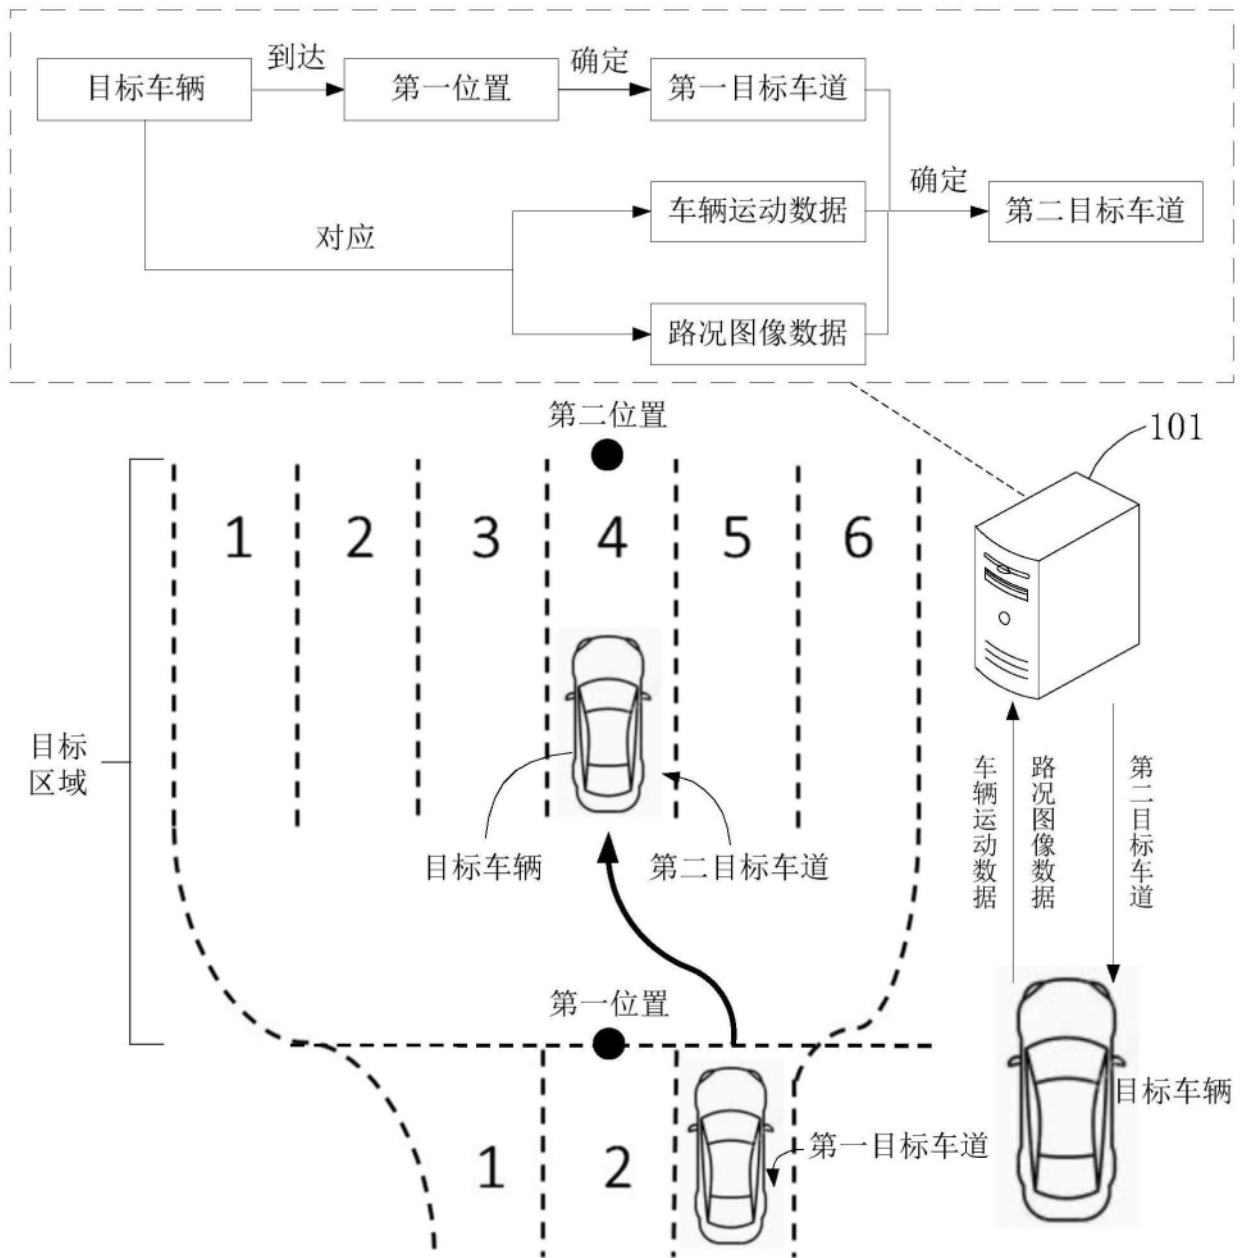 到达
确定
目标车辆
第一位置
第一目标车道
车辆运动数据
确定
第二目标车道
对应
路况图像数据
第二位置
101
1
2
3
4
5
6
目标
区域
目标车辆
第二目标车道
车辆运动数据
路况图像数据
第二目标车道
第一位置
目标车辆
1
2
第一目标车道